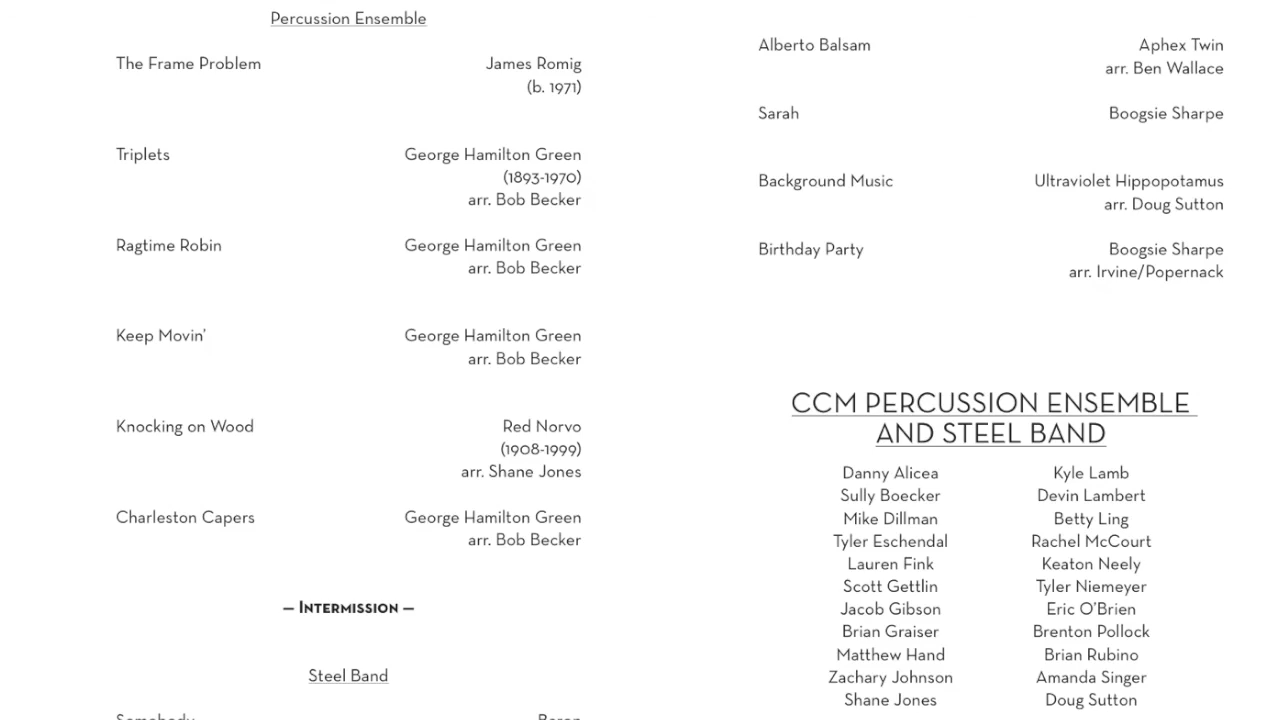 Percussion Ensemble
The Frame Problem James Romig
(b. 1971)
Triplets George Hamilton Green
(1893-1970)
arr. Bob Becker
Ragtime Robin George Hamilton Green
arr. Bob Becker
Keep Movin’ George Hamilton Green
arr. Bob Becker
Knocking on Wood Red Norvo
(1908-1999)
arr. Shane Jones
Charleston Capers George Hamilton Green
arr. Bob Becker
— Intermission —
Steel Band
Somebody Baron
Alberto Balsam Aphex Twin
arr. Ben Wallace
Sarah Boogsie Sharpe
Background Music Ultraviolet Hippopotamus
arr. Doug Sutton
Birthday Party Boogsie Sharpe
arr. Irvine/Popernack
CCM PERCUSSION ENSEMBLE
AND STEEL BAND
Danny Alicea Kyle Lamb
Sully Boecker Devin Lambert
Mike Dillman Betty Ling
Tyler Eschendal Rachel McCourt
Lauren Fink Keaton Neely
Scott Gettlin Tyler Niemeyer
Jacob Gibson Eric O’Brien
Brian Graiser Brenton Pollock
Matthew Hand Brian Rubino
Zachary Johnson Amanda Singer
Shane Jones Doug Sutton